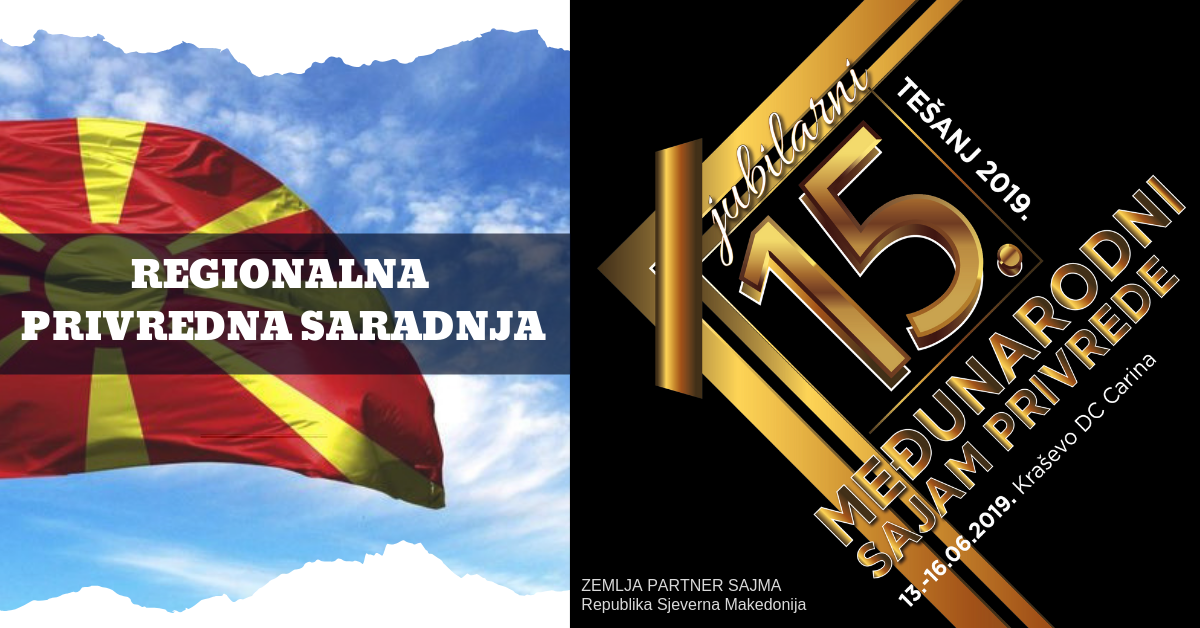 REGIONALNA
PRIVREDNA SARADNJA
jubilarni
15.
TEŠANJ 2019.
MEĐUNARODNI
SAJAM PRIVREDE
13.-16.06.2019. Kraševo DC Carina
ZEMLJA PARTNER SAJMA
Republika Sjeverna Makedonija